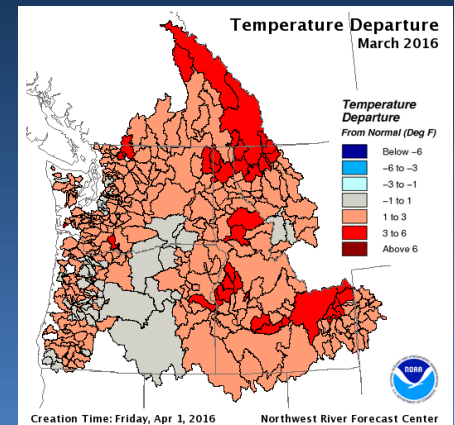 Temperature Departure
March 2016
Temperature
Departure
From Normal (Deg F)
Below −6
−6 to −3
−3 to −1
−1 to 1
1 to 3
3 to 6
Above 6
NOAA
Creation Time: Friday, Apr 1, 2016 Northwest River Forecast Center